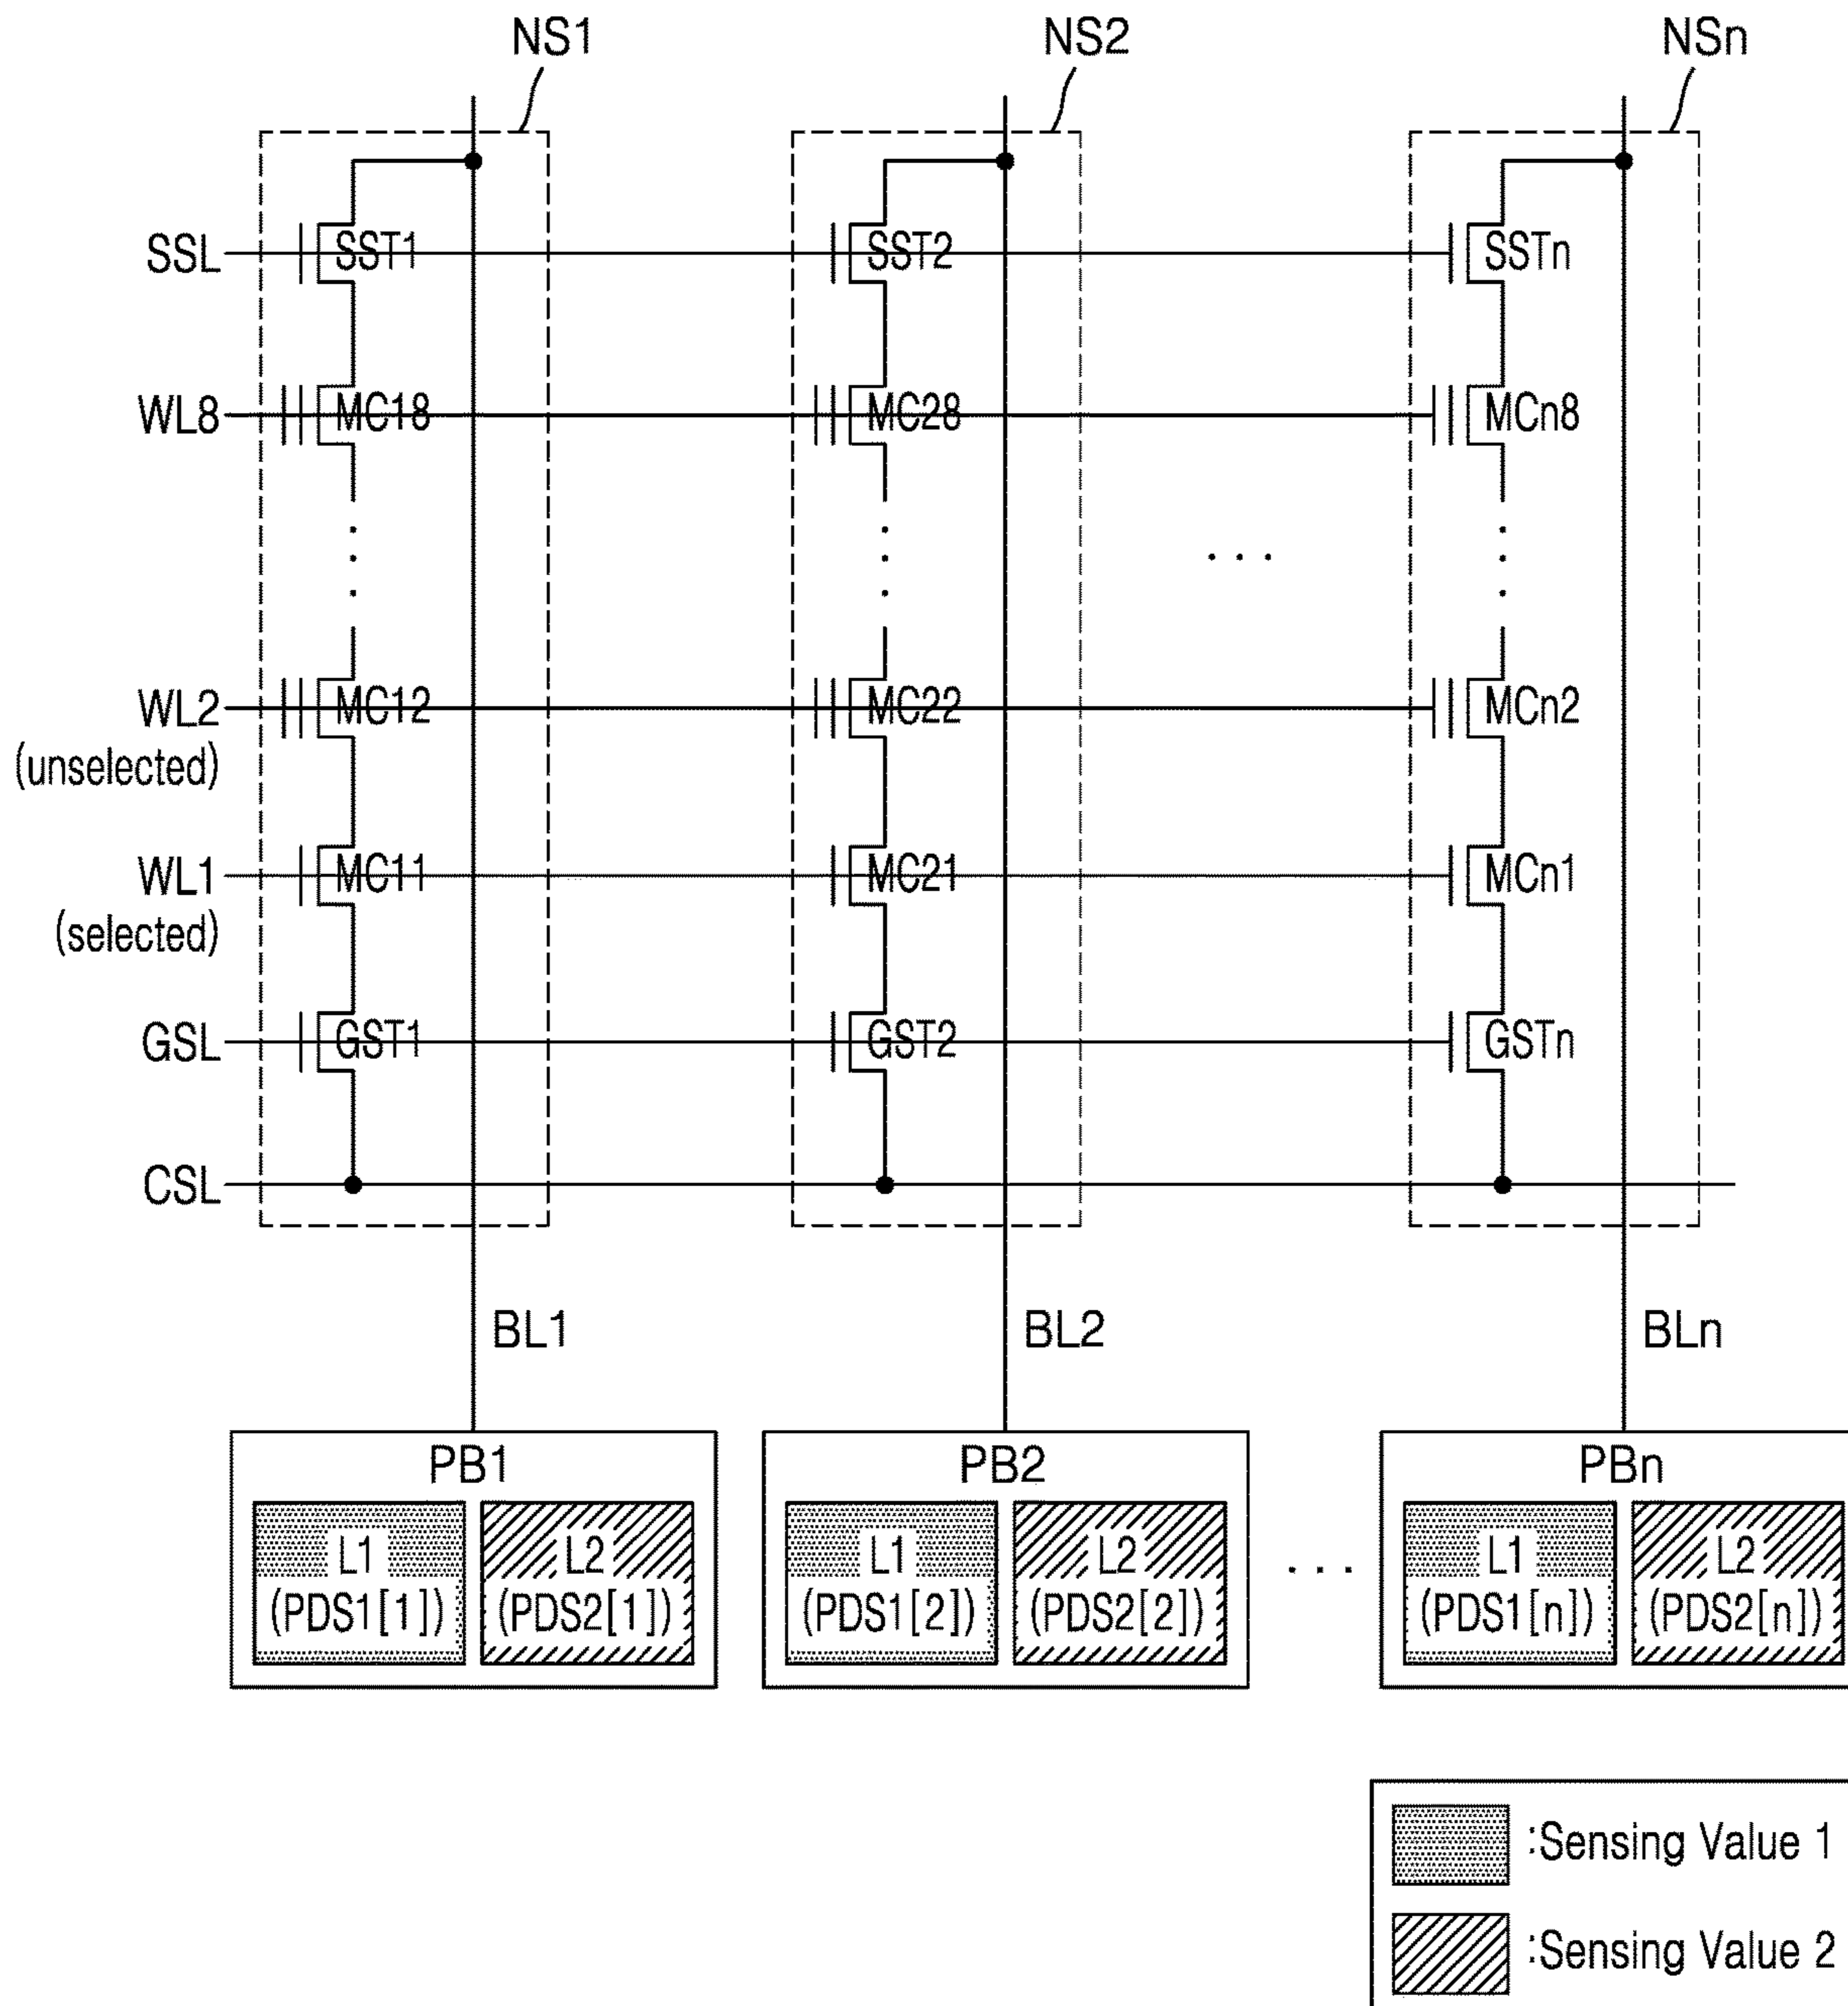 NS1 NS2 NSn
SSL SST1 SST2 SSTn
WL8 MC18 MC28 MCn8
WL2 MC12 MC22 MCn2
(unselected)
WL1 MC11 MC21 MCn1
(selected)
GSL GST1 GST2 GSTn
CSL
BL1 BL2 BLn
PB1 PB2 PBn
L1 L2 L1 L2 L1 L2
(PDS1[1]) (PDS2[1]) (PDS1[2]) (PDS2[2]) (PDS1[n]) (PDS2[n])
:Sensing Value 1
:Sensing Value 2